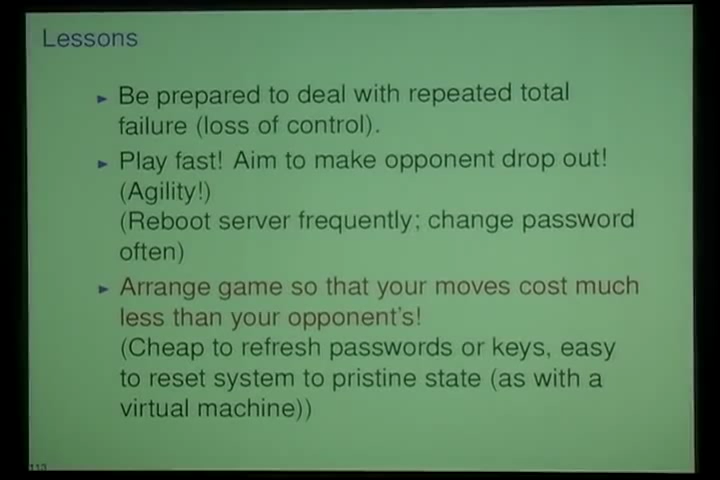 Lessons
► Be prepared to deal with repeated total
failure (loss of control).
► Play fast! Aim to make opponent drop out!
(Agility!)
(Reboot server frequently; change password
often)
► Arrange game so that your moves cost much
less than your opponent's!
(Cheap to refresh passwords or keys, easy
to reset system to pristine state (as with a
virtual machine))
113